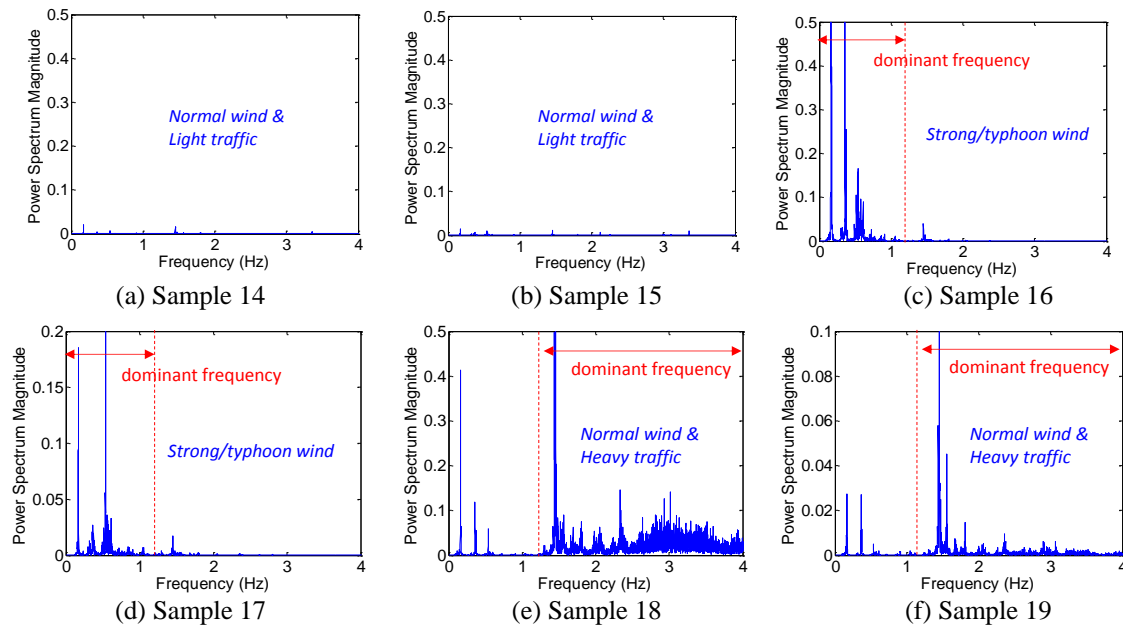 0.5
0.4
0.3
0.2
0.1
0
Power Spectrum Magnitude
Normal wind &
Light traffic
0 1 2 3 4
Frequency (Hz)
(a) Sample 14
0.5
0.4
0.3
0.2
0.1
0
Power Spectrum Magnitude
Normal wind &
Light traffic
0 1 2 3 4
Frequency (Hz)
(b) Sample 15
0.5
0.4
0.3
0.2
0.1
0
Power Spectrum Magnitude
dominant frequency
Strong/typhoon wind
0 1 2 3 4
Frequency (Hz)
(c) Sample 16
0.2
0.15
0.1
0.05
0
Power Spectrum Magnitude
dominant frequency
Strong/typhoon wind
0 1 2 3 4
Frequency (Hz)
(d) Sample 17
0.5
0.4
0.3
0.2
0.1
0
Power Spectrum Magnitude
dominant frequency
Normal wind &
Heavy traffic
0 1 2 3 4
Frequency (Hz)
(e) Sample 18
0.1
0.08
0.06
0.04
0.02
0
Power Spectrum Magnitude
dominant frequency
Normal wind &
Heavy traffic
0 1 2 3 4
Frequency (Hz)
(f) Sample 19